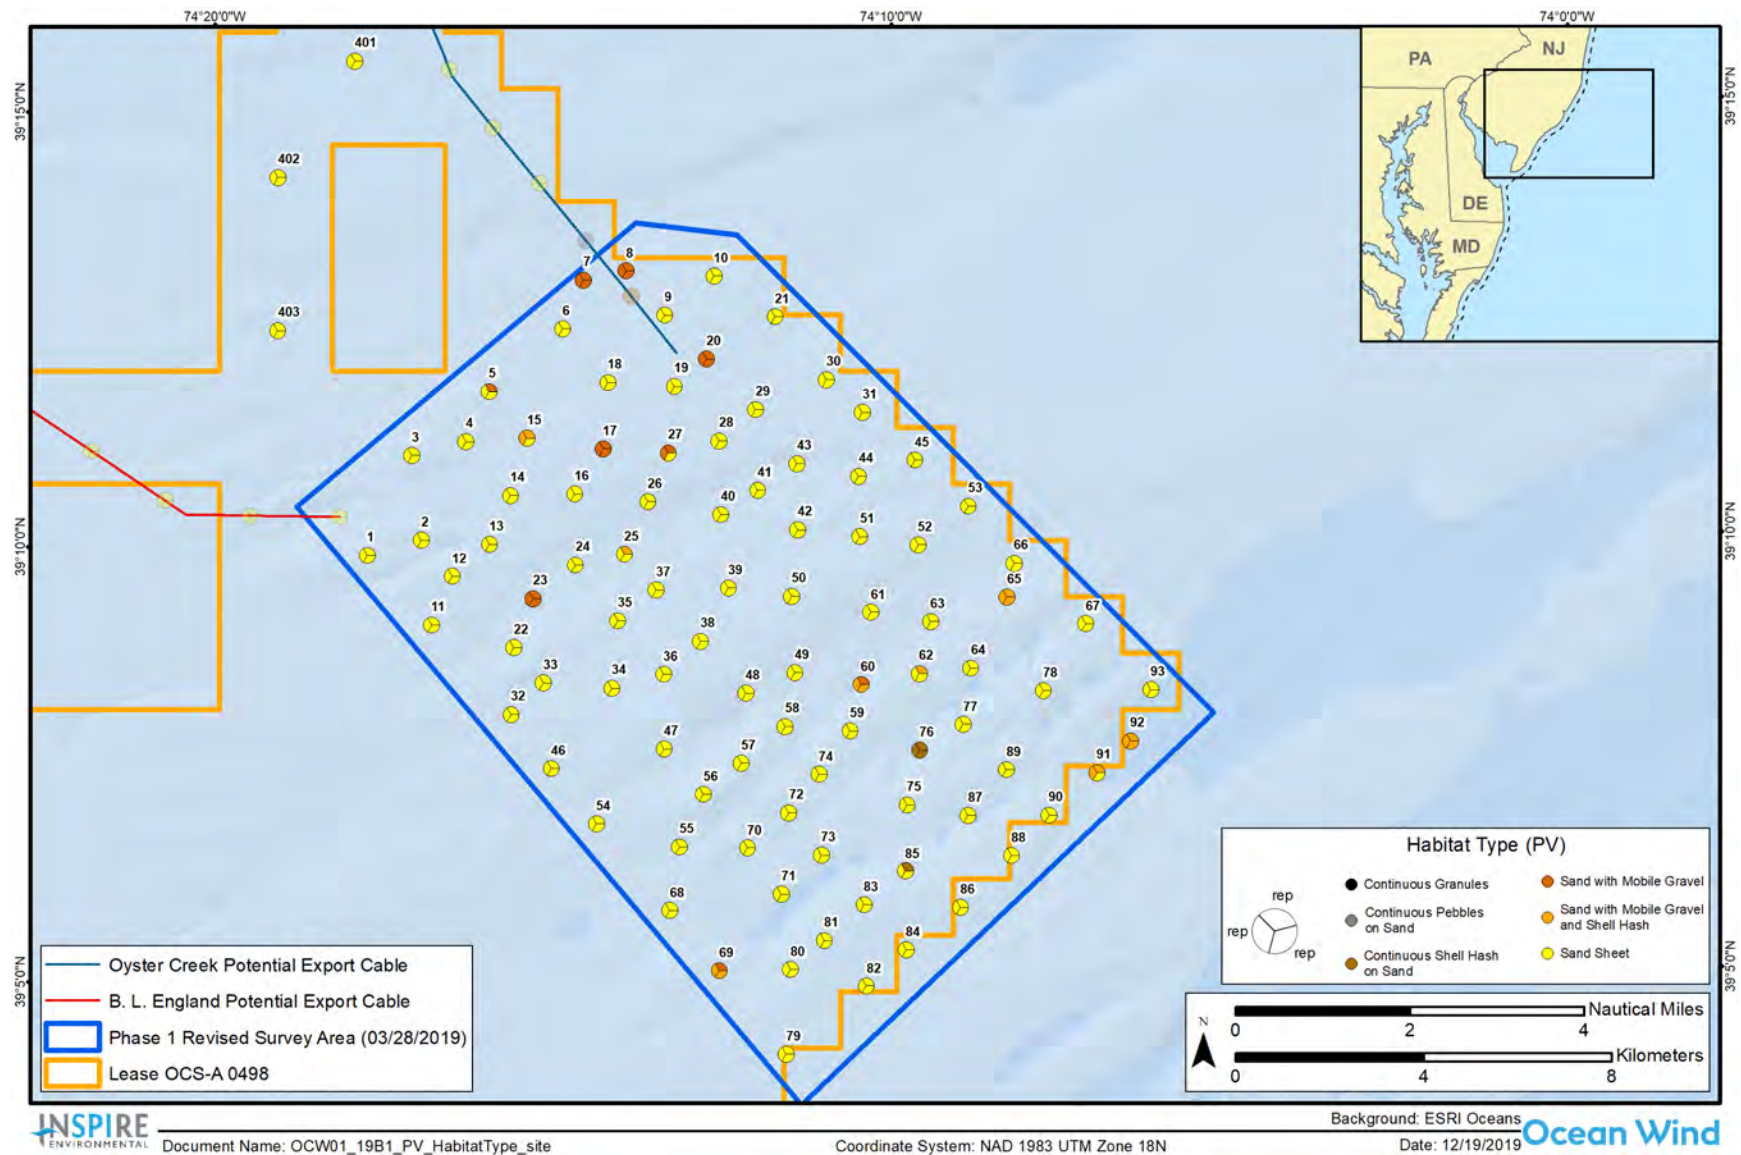 74°20'0"W
74°10'0"W
74°0'0"W
39°15'0"N
39°15'0"N
39°10'0"N
39°10'0"N
39°5'0"N
39°5'0"N
PA
NJ
DE
MD
401
402
403
7
8
10
6
9
21
20
5
18
19
30
29
31
3
4
15
17
27
28
43
44
45
14
16
26
41
40
53
1
2
13
42
51
52
12
24
25
66
23
37
39
50
65
11
35
61
63
67
22
38
33
34
36
49
60
62
64
78
93
32
48
58
59
77
92
47
76
46
57
74
89
91
56
72
75
87
90
54
55
70
73
88
85
68
71
83
86
81
84
69
80
82
79
Habitat Type (PV)
rep
rep
rep
Continuous Granules
Continuous Pebbles
on Sand
Continuous Shell Hash
on Sand
Sand with Mobile Gravel
Sand with Mobile Gravel
and Shell Hash
Sand Sheet
Oyster Creek Potential Export Cable
B. L. England Potential Export Cable
Phase 1 Revised Survey Area (03/28/2019)
Lease OCS-A 0498
N
Nautical Miles
0 2 4
Kilometers
0 4 8
INSPIRE
ENVIRONMENTAL
Document Name: OCW01_19B1_PV_HabitatType_site
Coordinate System: NAD 1983 UTM Zone 18N
Background: ESRI Oceans
Date: 12/19/2019
Ocean Wind